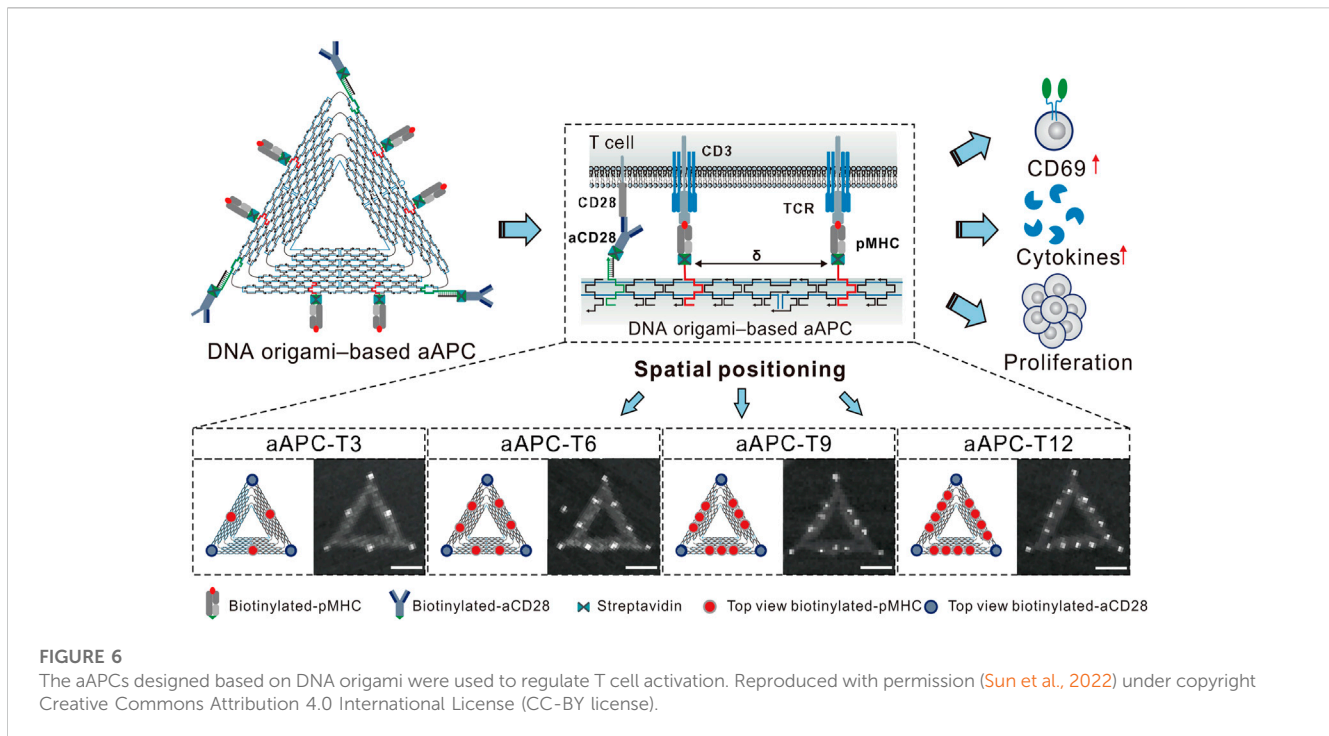 T cell
CD3
CD28
TCR
aCD28
pMHC
δ
DNA origami–based aAPC
DNA origami–based aAPC
CD69↑
Cytokines↑
Proliferation
Spatial positioning
aAPC-T3 aAPC-T6 aAPC-T9 aAPC-T12
Biotinylated-pMHC Biotinylated-aCD28 Streptavidin Top view biotinylated-pMHC Top view biotinylated-aCD28
FIGURE 6
The aAPCs designed based on DNA origami were used to regulate T cell activation. Reproduced with permission (Sun et al., 2022) under copyright
Creative Commons Attribution 4.0 International License (CC-BY license).